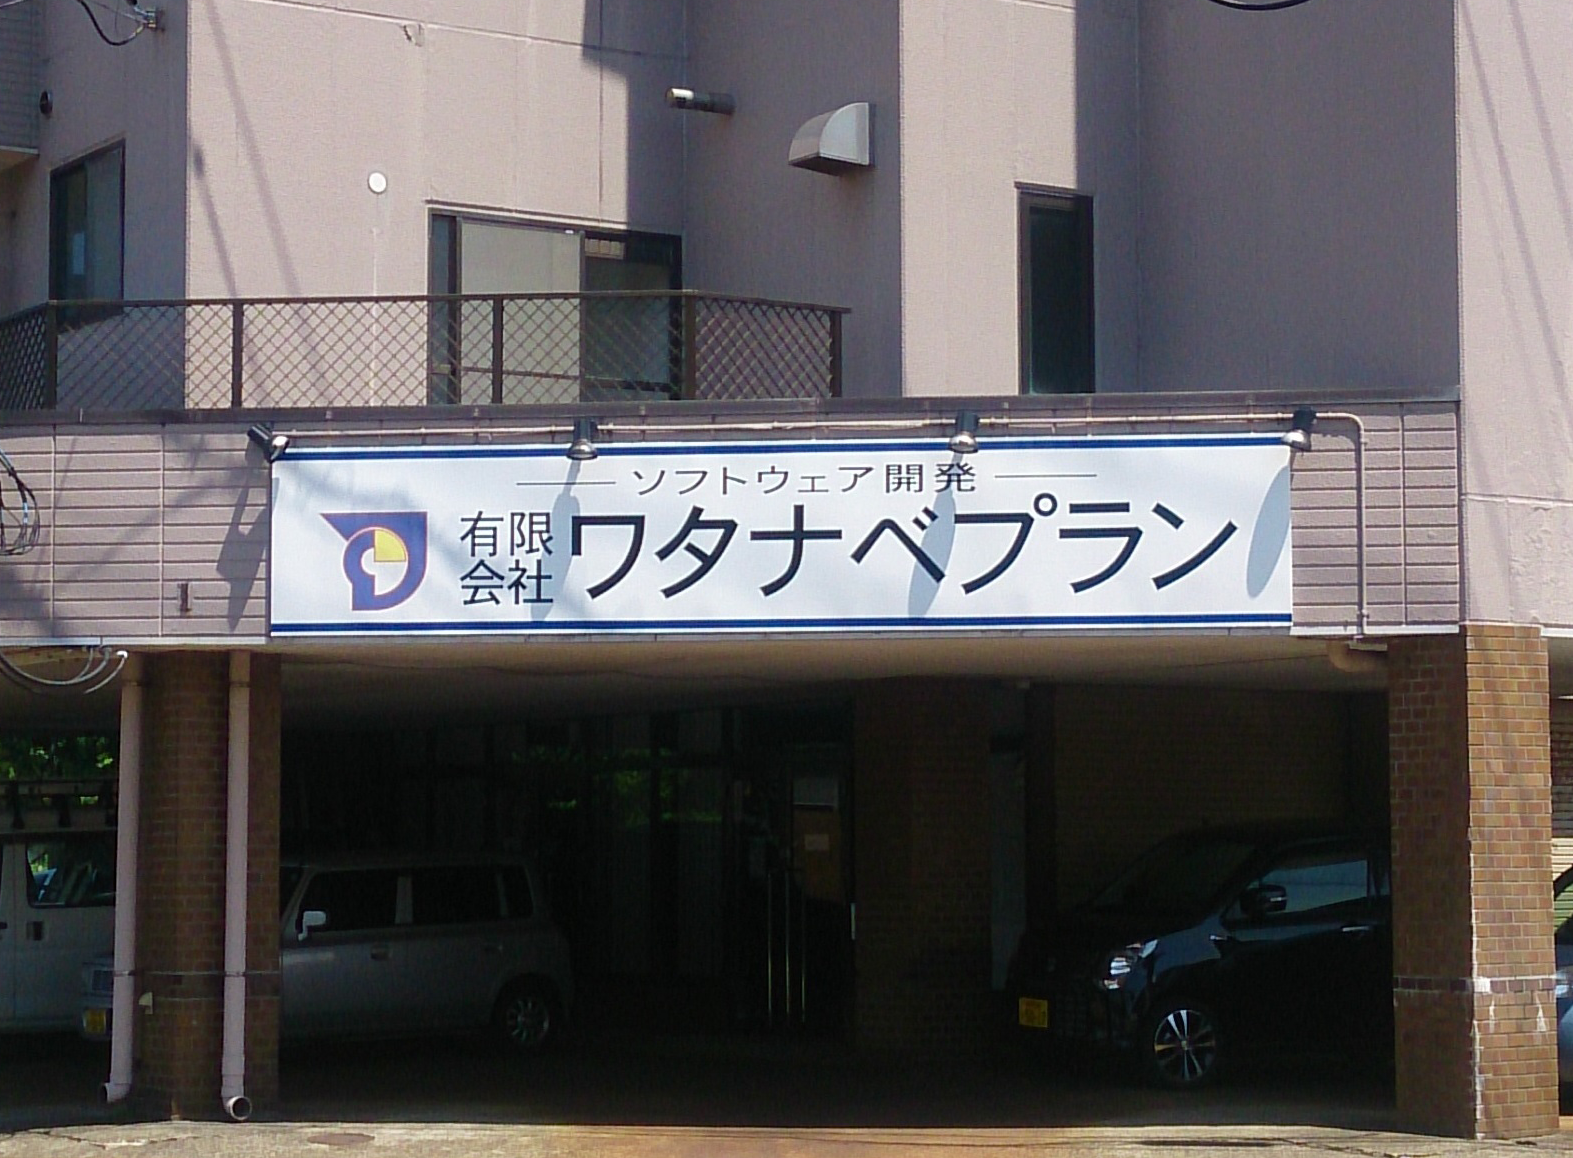 ソフトウェア開発
有限会社 ワタナベプラン